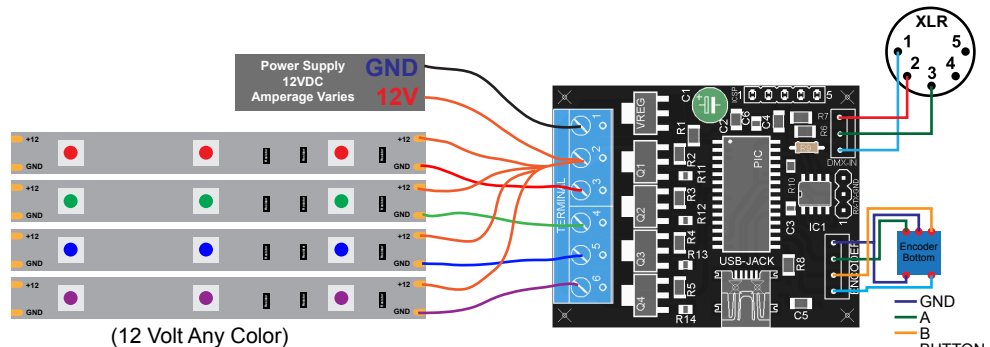 XLR
1
5
2
3
4
Power Supply
12VDC
Amperage Varies
GND
12V
+12
+12
GND
GND
+12
+12
GND
GND
+12
+12
GND
GND
+12
+12
GND
GND
(12 Volt Any Color)
TERMINAL
1
2
3
4
5
6
VREG
Q1
Q2
Q3
Q4
C1
ICSP
1
5
C2
C6
C4
R1
R2
R11
R3
R12
R4
R13
R5
R14
PIC
R7
R6
R9
DMX-IN
R10
C3
IC1
1
USB-JACK
R8
C5
ENCODER
Encoder
Bottom
GND
A
B
BUTTON